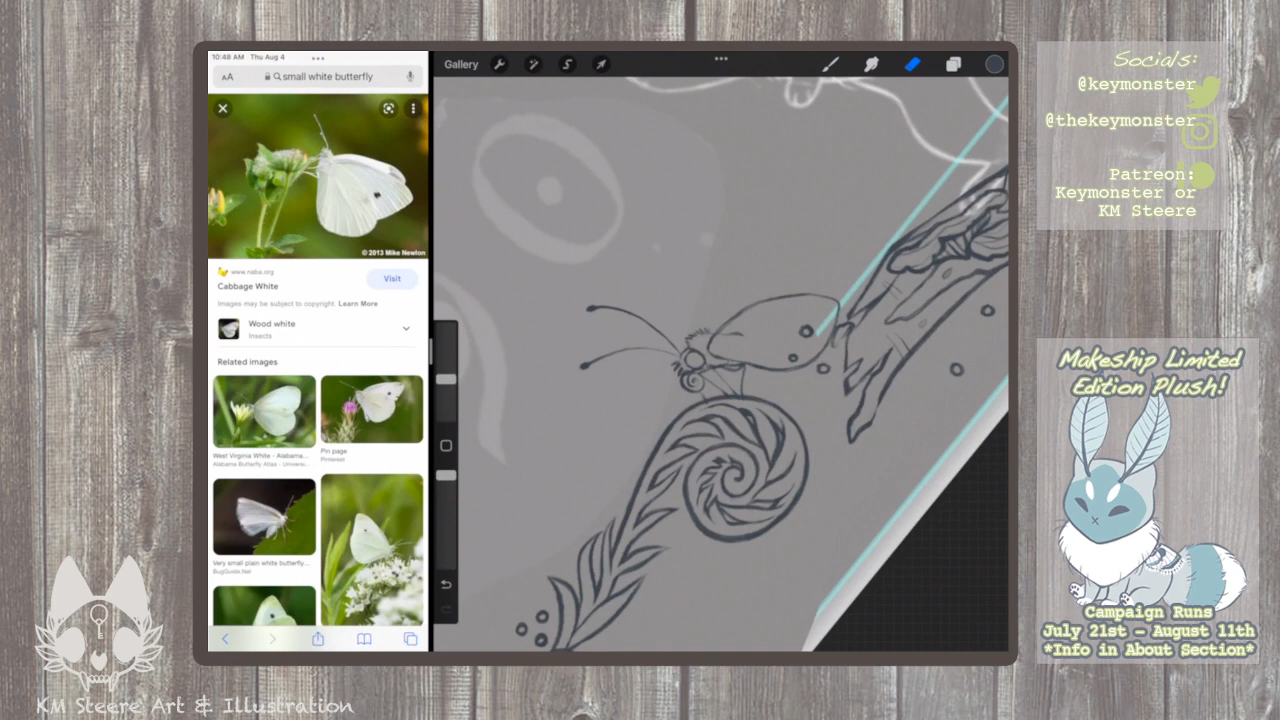 10:48 AM Thu Aug 4
AA
small white butterfly
© 2013 Mike Newton
www.naba.org
Cabbage White
Visit
Images may be subject to copyright. Learn More
Wood white
Insects
Related images
West Virginia White - Alabama...
Alabama Butterfly Atlas - Univers...
Pin page
Pinterest
Very small plain white butterfly...
BugGuide.Net
Gallery
Socials:
@keymonster
@thekeymonster
Patreon:
Keymonster or
KM Steere
Makeship Limited
Edition Plush!
Campaign Runs
July 21st - August 11th
*Info in About Section*
KM Steere Art & Illustration